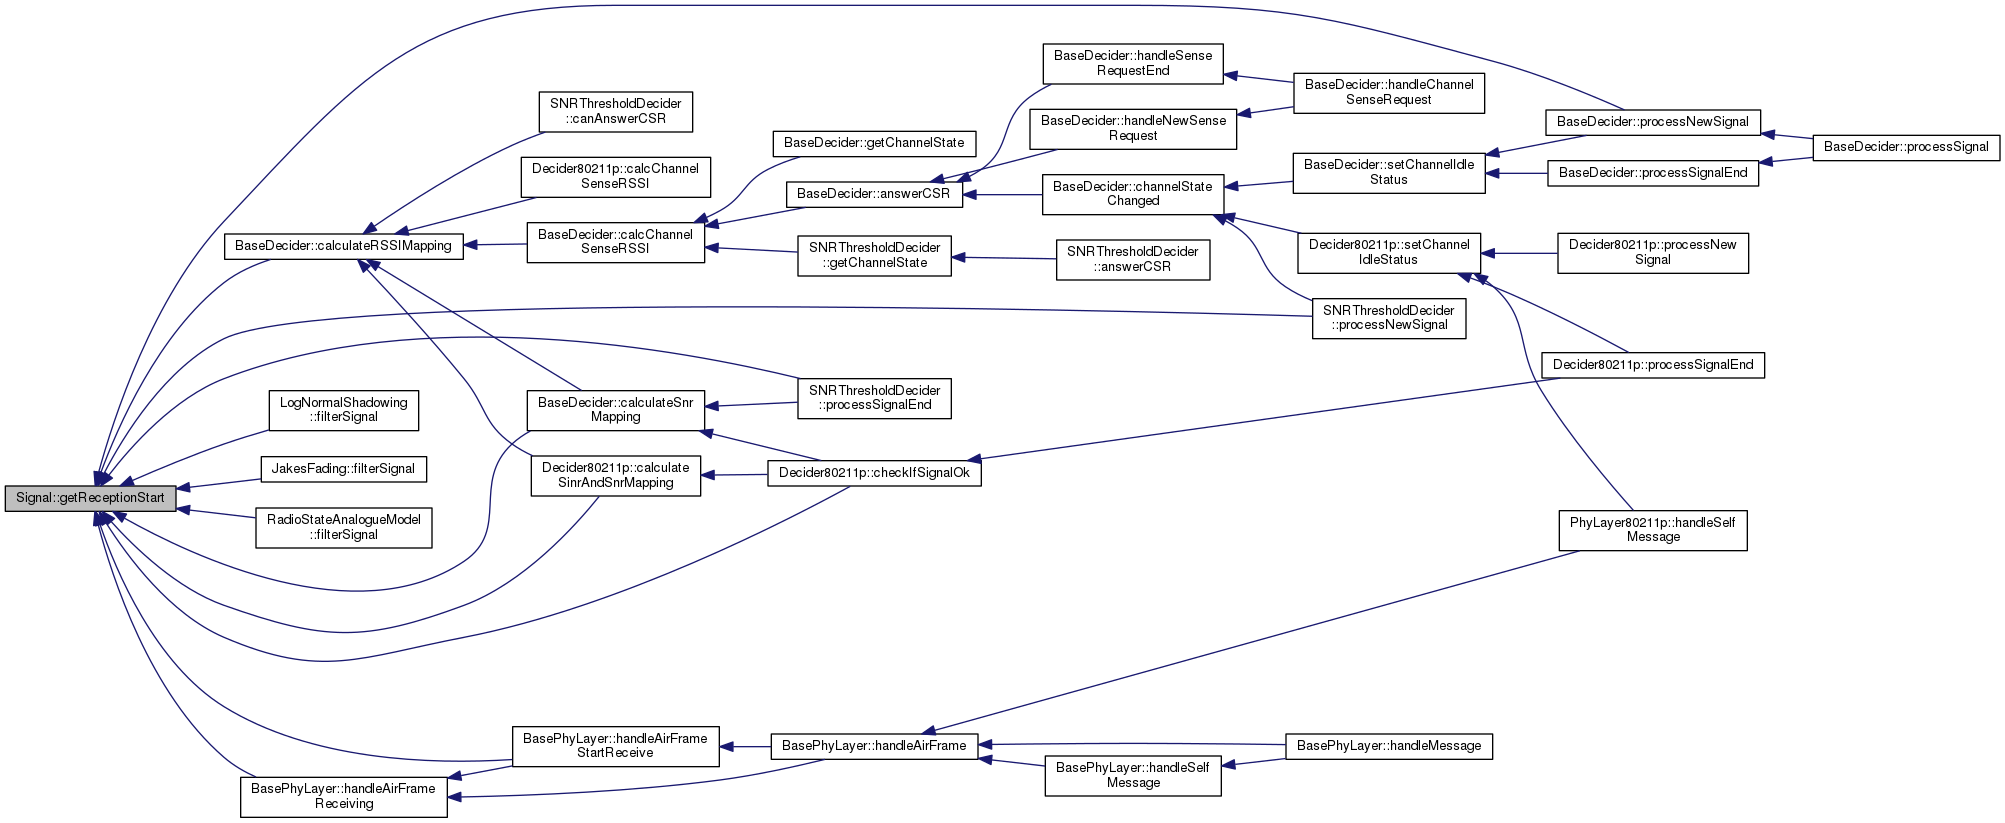 Signal::getReceptionStart
BaseDecider::calculateRSSIMapping
LogNormalShadowing
::filterSignal
JakesFading::filterSignal
RadioStateAnalogueModel
::filterSignal
BasePhyLayer::handleAirFrame
Receiving
SNRThresholdDecider
::canAnswerCSR
Decider80211p::calcChannel
SenseRSSI
BaseDecider::calcChannel
SenseRSSI
BaseDecider::calculateSnr
Mapping
Decider80211p::calculate
SinrAndSnrMapping
BasePhyLayer::handleAirFrame
StartReceive
BaseDecider::getChannelState
BaseDecider::answerCSR
SNRThresholdDecider
::getChannelState
SNRThresholdDecider
::processSignalEnd
Decider80211p::checkIfSignalOk
BasePhyLayer::handleAirFrame
BaseDecider::handleSense
RequestEnd
BaseDecider::handleNewSense
Request
BaseDecider::channelState
Changed
SNRThresholdDecider
::answerCSR
BasePhyLayer::handleSelf
Message
BaseDecider::handleChannel
SenseRequest
BaseDecider::setChannelIdle
Status
Decider80211p::setChannel
IdleStatus
SNRThresholdDecider
::processNewSignal
BasePhyLayer::handleMessage
BaseDecider::processNewSignal
BaseDecider::processSignalEnd
Decider80211p::processNew
Signal
Decider80211p::processSignalEnd
PhyLayer80211p::handleSelf
Message
BaseDecider::processSignal